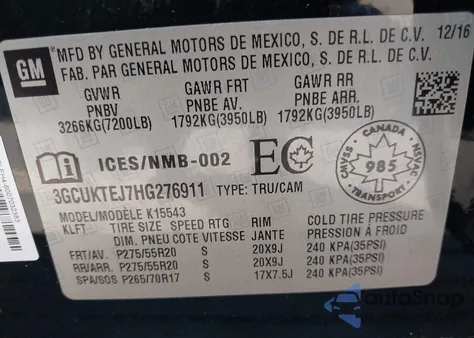 GM
MFD BY GENERAL MOTORS DE MEXICO, S. DE R.L. DE C.V. 12/16
FAB. PAR GENERAL MOTORS DE MEXICO, S. DE R.L. DE C.V.
GVWR GAWR FRT GAWR RR
PNBV PNBE AV. PNBE ARR.
3266KG(7200LB) 1792KG(3950LB) 1792KG(3950LB)
ICES/NMB-002 EC CANADA CMVSS NSVAC 985 TRANSPORT
3GCUKTEJ7HG276911 TYPE: TRU/CAM
MODEL/MODÈLE K15543
KLFT TIRE SIZE SPEED RTG RIM COLD TIRE PRESSURE
DIM. PNEU COTE VITESSE JANTE PRESSION À FROID
FRT/AV. P275/55R20 S 20X9J 240 KPA(35PSI)
RR/ARR. P275/55R20 S 20X9J 240 KPA(35PSI)
SPA/SOS P265/70R17 S 17X7.5J 240 KPA(35PSI)
autoSnap